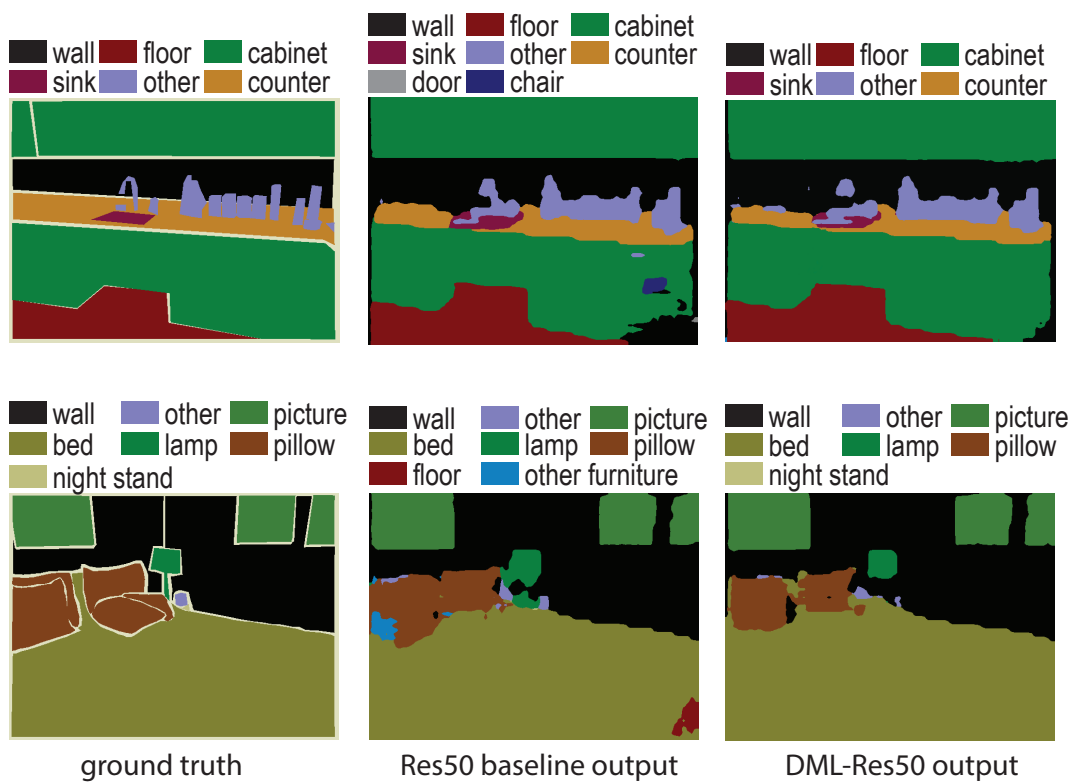 wall floor cabinet
sink other counter
wall floor cabinet
sink other counter
door chair
wall floor cabinet
sink other counter
wall other picture
bed lamp pillow
night stand
wall other picture
bed lamp pillow
floor other furniture
wall other picture
bed lamp pillow
night stand
ground truth
Res50 baseline output
DML-Res50 output